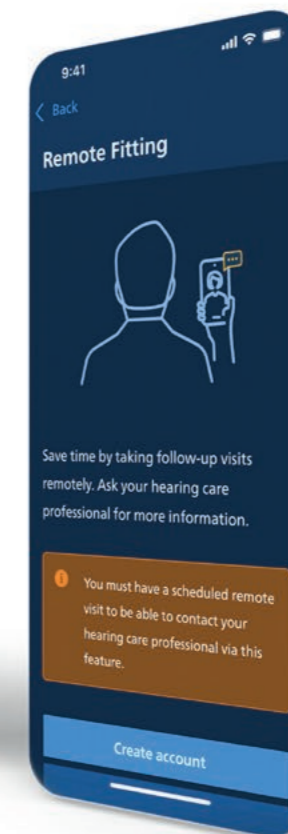 9:41
Back
Remote Fitting
Save time by taking follow-up visits
remotely. Ask your hearing care
professional for more information.
You must have a scheduled remote
visit to be able to contact your
hearing care professional via this
feature.
Create account